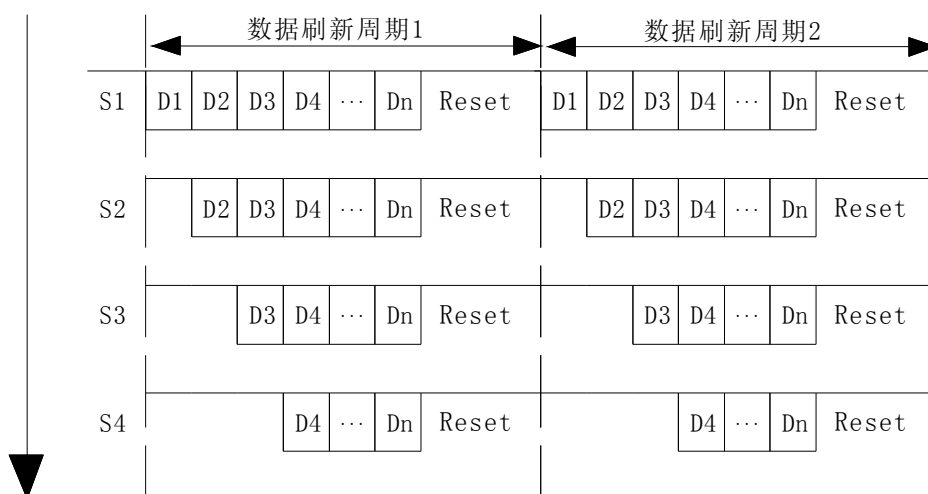 数据刷新周期1 数据刷新周期2
S1 D1 D2 D3 D4 ··· Dn Reset D1 D2 D3 D4 ··· Dn Reset
S2 D2 D3 D4 ··· Dn Reset D2 D3 D4 ··· Dn Reset
S3 D3 D4 ··· Dn Reset D3 D4 ··· Dn Reset
S4 D4 ··· Dn Reset D4 ··· Dn Reset